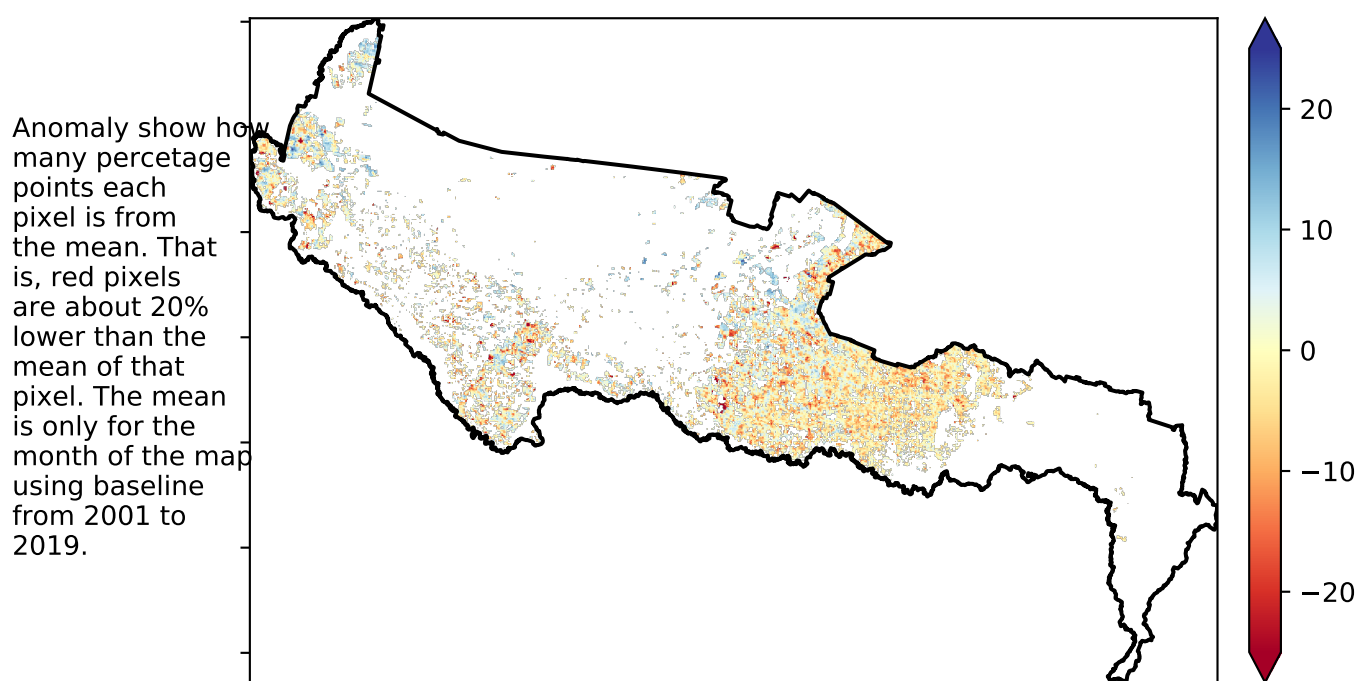 Anomaly show how
many percetage
points each
pixel is from
the mean. That
is, red pixels
are about 20%
lower than the
mean of that
pixel. The mean
is only for the
month of the map
using baseline
from 2001 to
2019.
20
10
0
−10
−20